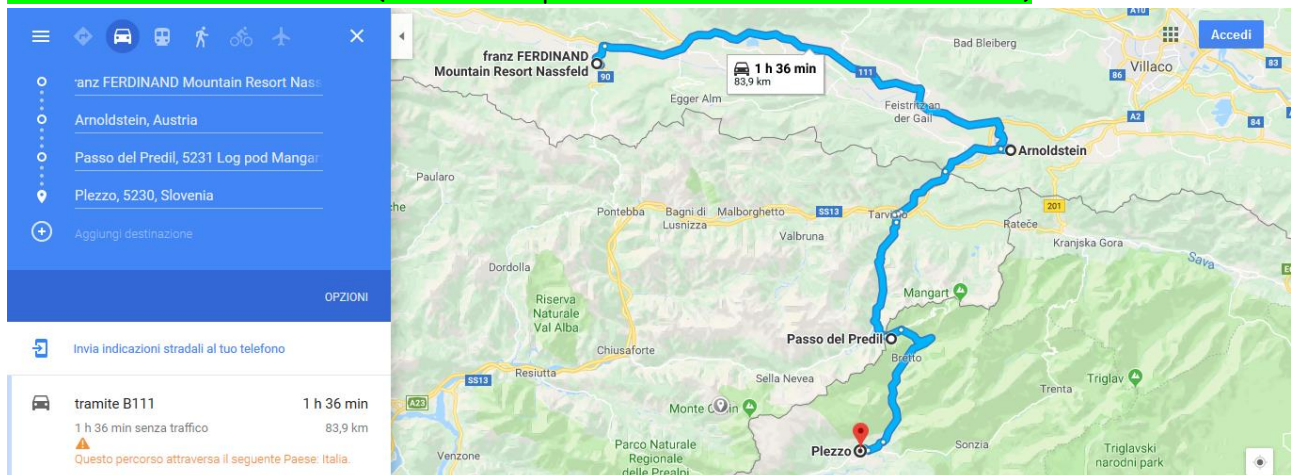 anz FERDINAND Mountain Resort Nass
Arnoldstein, Austria
Passo del Predil, 5231 Log pod Mangar
Plezzo, 5230, Slovenia
Aggiungi destinazione
OPZIONI
Invia indicazioni stradali al tuo telefono
tramite B111
1 h 36 min
1 h 36 min senza traffico
83,9 km
Questo percorso attraversa il seguente Paese: Italia.
franz FERDINAND
Mountain Resort Nassfeld
90
1 h 36 min
83,9 km
111
Bad Bleiberg
A10
Accedi
Villaco
86
83
Egger Alm
Feistritz an
der Gail
A2
84
Arnoldstein
Paularo
Pontebba
Bagni di
Lusnizza
Malborghetto
SS13
Tarvisio
Valbruna
201
Rateče
Kranjska Gora
Sava
Dordolla
Riserva
Naturale
Val Alba
Mangart
Passo del Predil
Bretto
Chiusaforte
SS13
Resiutta
Sella Nevea
Trenta
Triglav
A23
Plezzo
Sonzia
Venzone
Parco Naturale
Regionale
delle Prealpi
Triglavski
narodni park